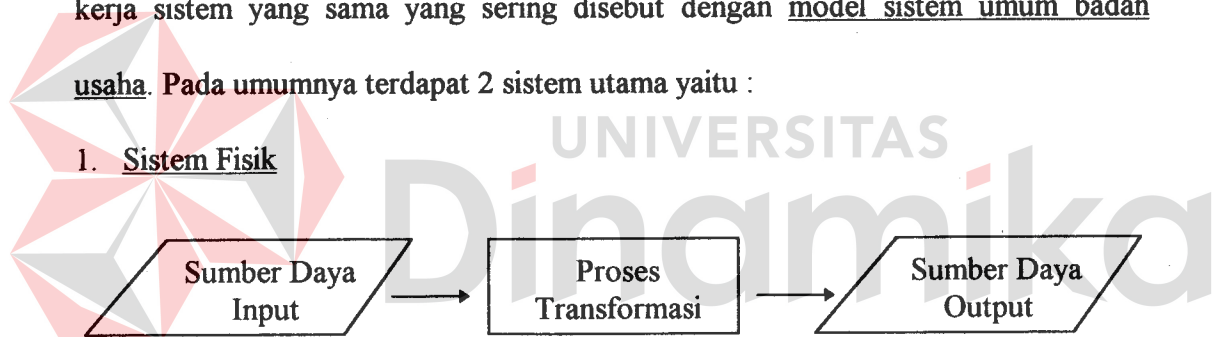 kerja sistem yang sama yang sering disebut dengan model sistem umum badan
usaha. Pada umumnya terdapat 2 sistem utama yaitu :
UNIVERSITAS
Dinamika
1. Sistem Fisik
Sumber Daya
Input
Proses
Transformasi
Sumber Daya
Output